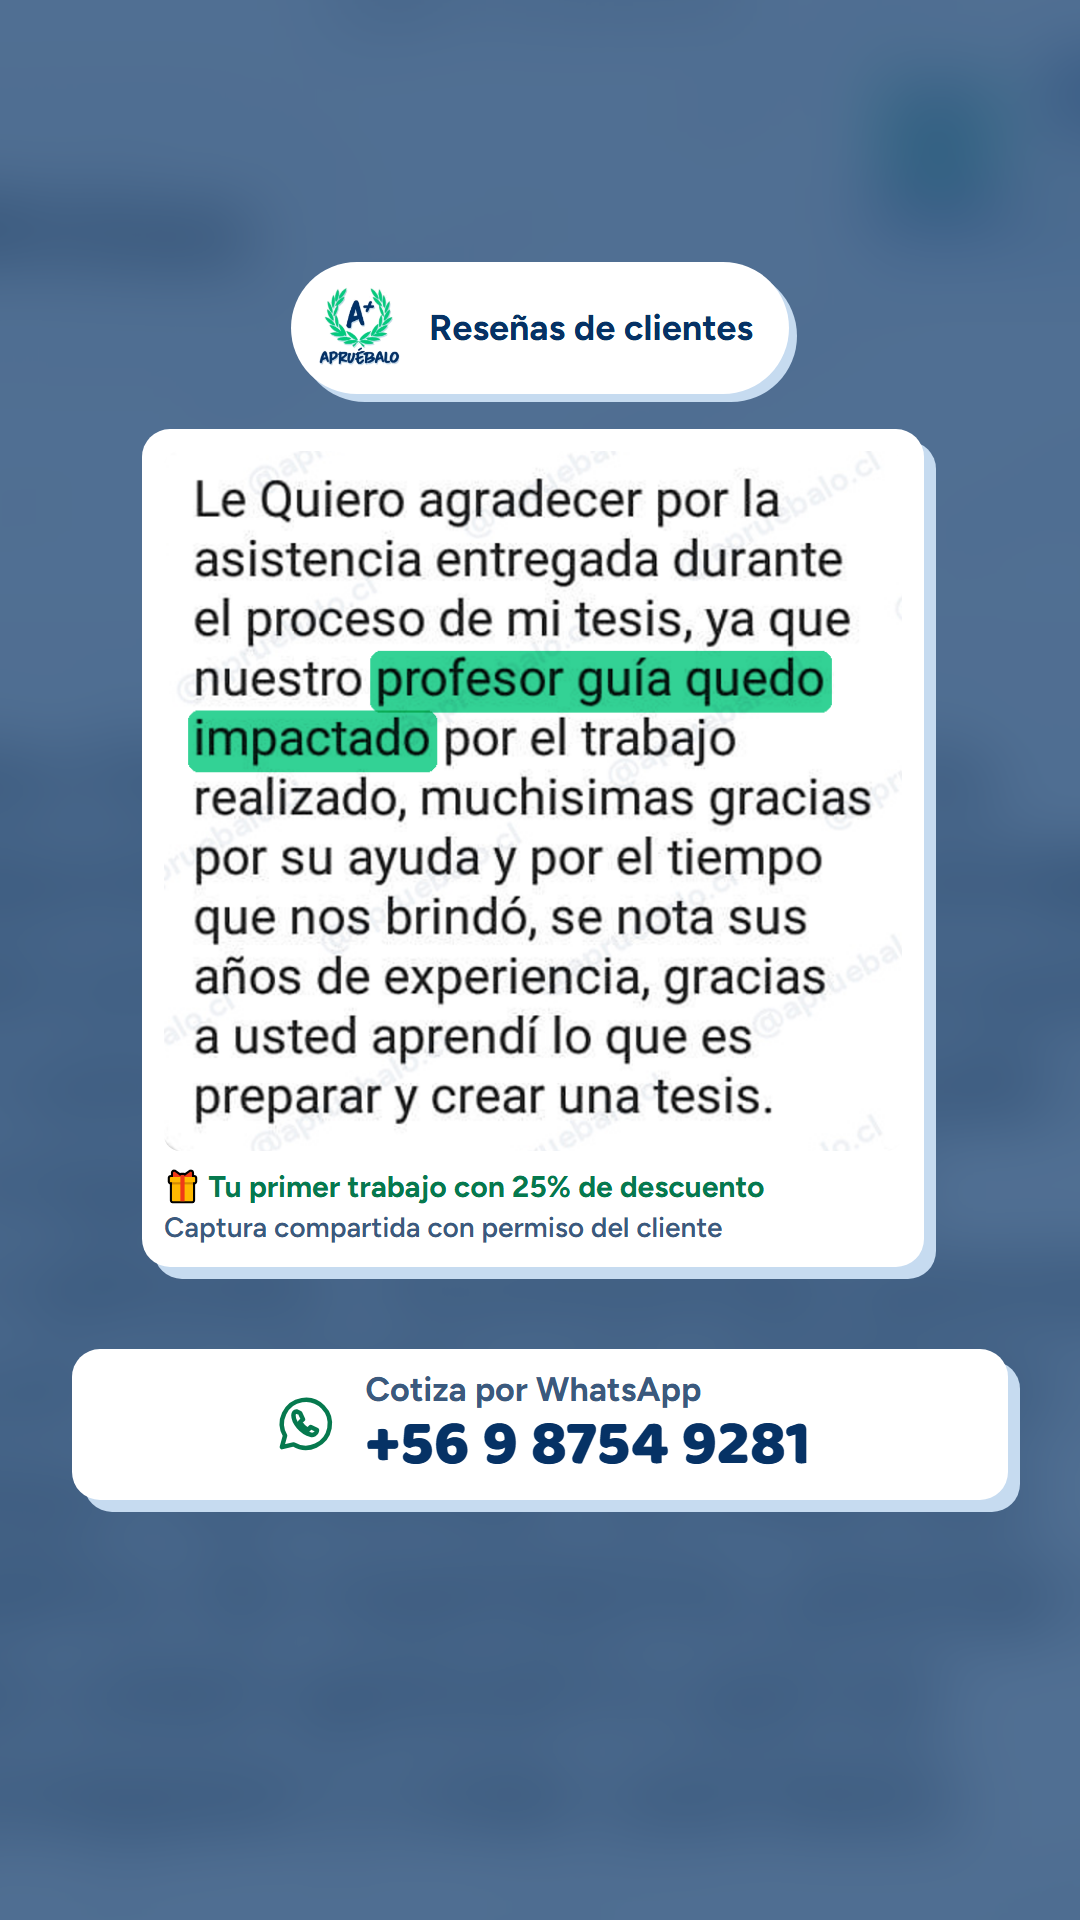 A+
APRUÉBALO
Reseñas de clientes
Le Quiero agradecer por la
asistencia entregada durante
el proceso de mi tesis, ya que
nuestro profesor guía quedo
impactado por el trabajo
realizado, muchisimas gracias
por su ayuda y por el tiempo
que nos brindó, se nota sus
años de experiencia, gracias
a usted aprendí lo que es
preparar y crear una tesis.
@apruebalo.cl
🎁 Tu primer trabajo con 25% de descuento
Captura compartida con permiso del cliente
Cotiza por WhatsApp
+56 9 8754 9281